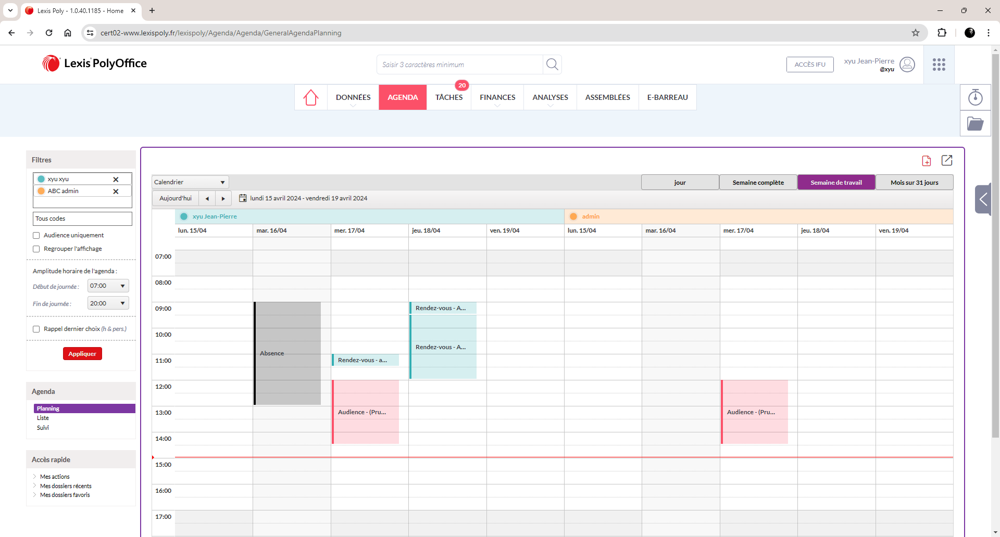 Lexis Poly - 1.0.40.1185 - Home
cert02-www.lexispoly.fr/lexispoly/Agenda/Agenda/GeneralAgendaPlanning
Lexis PolyOffice
Saisir 3 caractères minimum
ACCÈS IFU
xyu Jean-Pierre
@xyu
20
DONNÉES
AGENDA
TÂCHES
FINANCES
ANALYSES
ASSEMBLÉES
E-BARREAU
Filtres
xyu xyu
ABC admin
Tous codes
Audience uniquement
Regrouper l'affichage
Amplitude horaire de l'agenda :
Début de journée :
07:00
Fin de journée :
20:00
Rappel dernier choix (h & pers.)
Appliquer
Agenda
Planning
Liste
Suivi
Accès rapide
Mes actions
Mes dossiers récents
Mes dossiers favoris
Calendrier
jour
Semaine complète
Semaine de travail
Mois sur 31 jours
Aujourd'hui
lundi 15 avril 2024 - vendredi 19 avril 2024
xyu Jean-Pierre
admin
lun. 15/04
mar. 16/04
mer. 17/04
jeu. 18/04
ven. 19/04
lun. 15/04
mar. 16/04
mer. 17/04
jeu. 18/04
ven. 19/04
07:00
08:00
09:00
Rendez-vous - A...
10:00
Rendez-vous - A...
Absence
11:00
Rendez-vous - a...
12:00
13:00
Audience - (Pru...
Audience - (Pru...
14:00
15:00
16:00
17:00